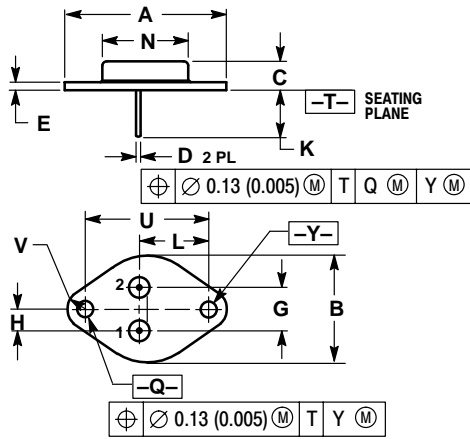 A
N
C
E
–T– SEATING PLANE
K
D 2 PL
⌖ ∅ 0.13 (0.005) Ⓜ T Q Ⓜ Y Ⓜ
U
V
L
–Y–
2
H
G
B
1
–Q–
⌖ ∅ 0.13 (0.005) Ⓜ T Y Ⓜ